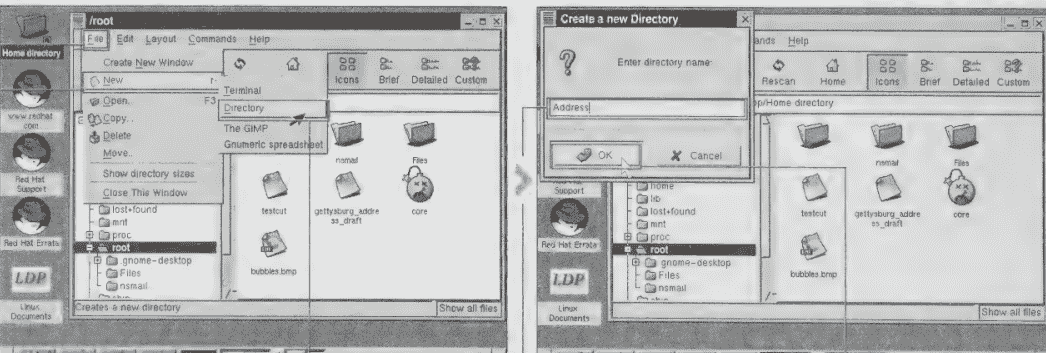 /root
File Edit Layout Commands Help
Home directory
Create New Window
New
Icons Brief Detailed Custom
Terminal
Open. F3
Directory
www.redhat.com
Copy..
The GIMP
Delete
Gnumeric spreadsheet
Move..
nsmail Files
Show directory sizes
Red Hat Support
Close This Window
testcut gettysburg_address_draft core
lost+found
mnt
proc
Red Hat Errata
root
.gnome-desktop
bubbles.bmp
Files
LDP
nsmail
Linux Documents
Creates a new directory Show all files
Create a new Directory
Help
Enter directory name:
Rescan Home Icons Brief Detailed Custom
Address
p/Home directory
OK Cancel
nsmail Files
Support
home
lib
lost+found
testcut gettysburg_address_draft core
mnt
proc
Red Hat Errata
root
.gnome-desktop
bubbles.bmp
Files
LDP
nsmail
Linux Documents
Show all files